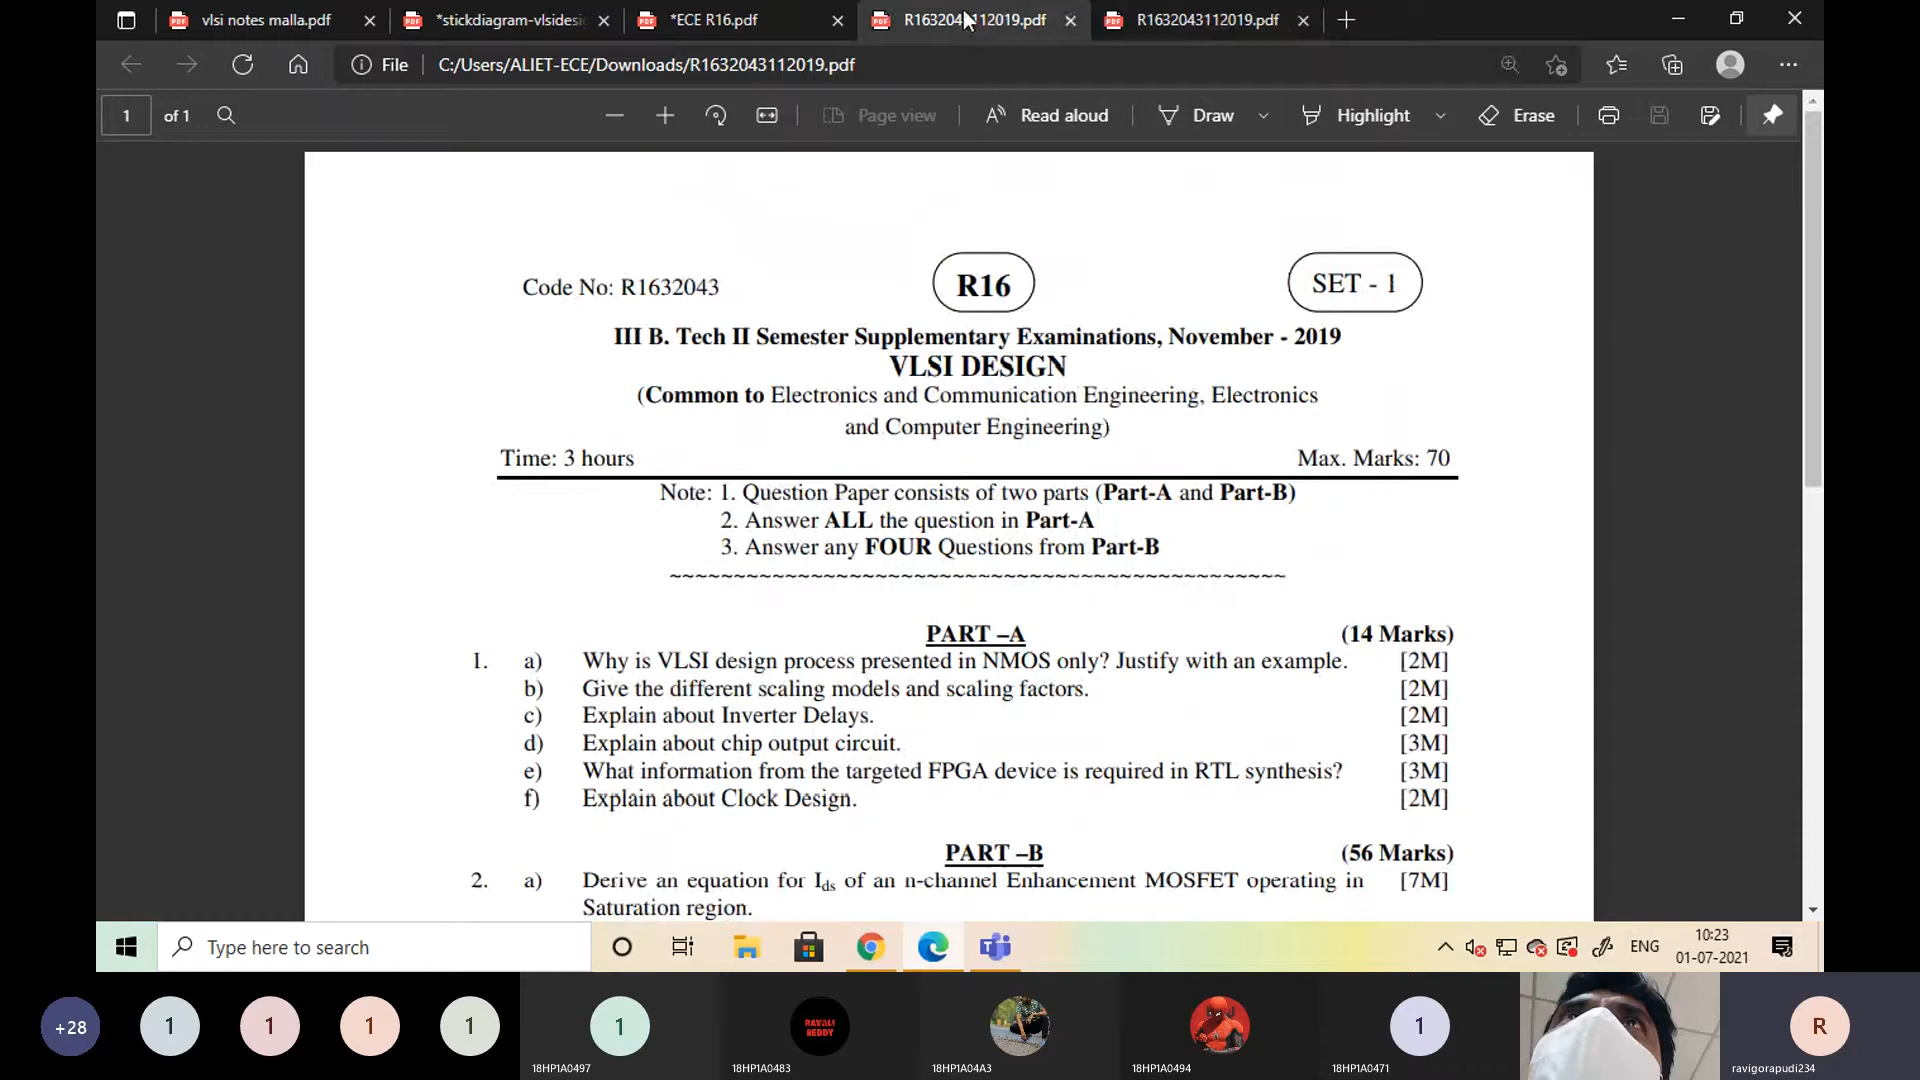 vlsi notes malla.pdf
*stickdiagram-vlsidesi
*ECE R16.pdf
R1632043112019.pdf
R1632043112019.pdf
File
C:/Users/ALIET-ECE/Downloads/R1632043112019.pdf
1 of 1
Page view
Read aloud
Draw
Highlight
Erase
Code No: R1632043
R16
SET - 1
III B. Tech II Semester Supplementary Examinations, November - 2019
VLSI DESIGN
(Common to Electronics and Communication Engineering, Electronics
and Computer Engineering)
Time: 3 hours Max. Marks: 70
Note: 1. Question Paper consists of two parts (Part-A and Part-B)
2. Answer ALL the question in Part-A
3. Answer any FOUR Questions from Part-B
~~~~~~~~~~~~~~~~~~~~~~~~~~~~~~~~~~~~~~~~~~~~~~~~
PART –A (14 Marks)
1. a) Why is VLSI design process presented in NMOS only? Justify with an example. [2M]
b) Give the different scaling models and scaling factors. [2M]
c) Explain about Inverter Delays. [2M]
d) Explain about chip output circuit. [3M]
e) What information from the targeted FPGA device is required in RTL synthesis? [3M]
f) Explain about Clock Design. [2M]
PART –B (56 Marks)
2. a) Derive an equation for Ids of an n-channel Enhancement MOSFET operating in [7M]
Saturation region.
Type here to search
ENG
10:23
01-07-2021
+28
1
1
1
1
1
18HP1A0497
RAYALI
REDDY
18HP1A0483
18HP1A04A3
18HP1A0494
1
18HP1A0471
R
ravigorapudi234